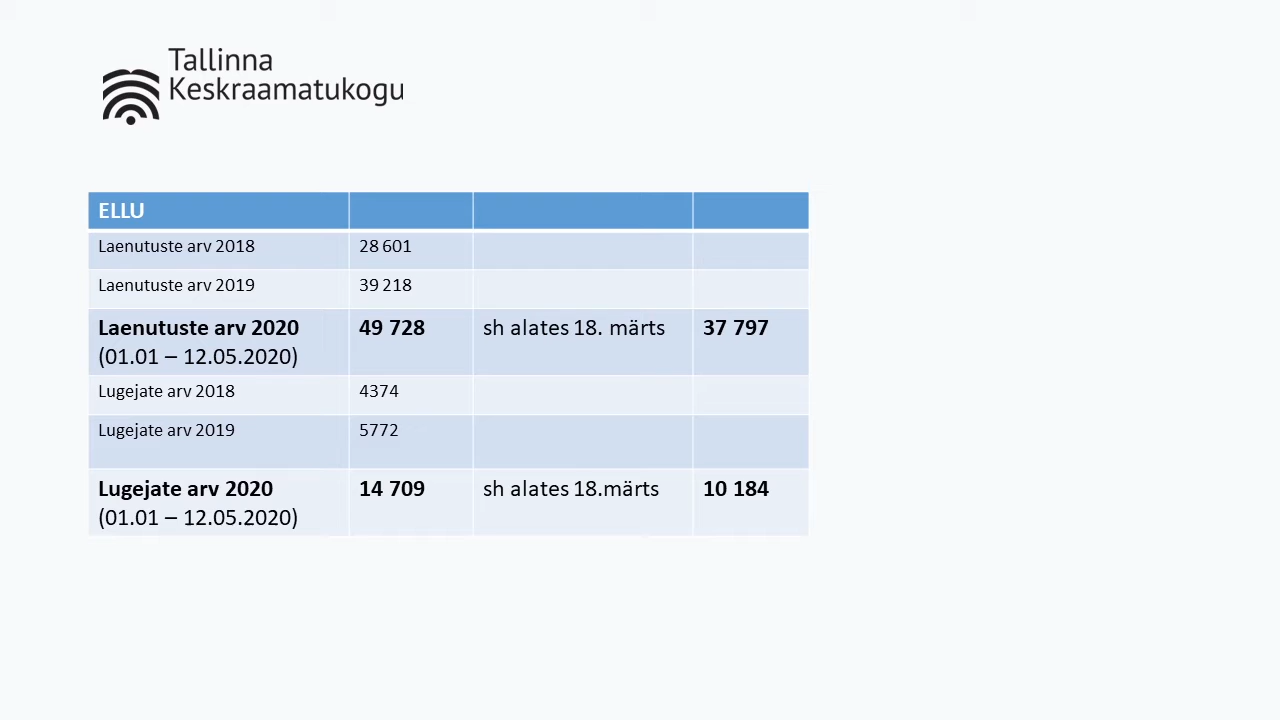 Tallinna
Keskraamatukogu
ELLU
Laenutuste arv 2018 28 601
Laenutuste arv 2019 39 218
Laenutuste arv 2020 49 728 sh alates 18. märts 37 797
(01.01 – 12.05.2020)
Lugejate arv 2018 4374
Lugejate arv 2019 5772
Lugejate arv 2020 14 709 sh alates 18.märts 10 184
(01.01 – 12.05.2020)